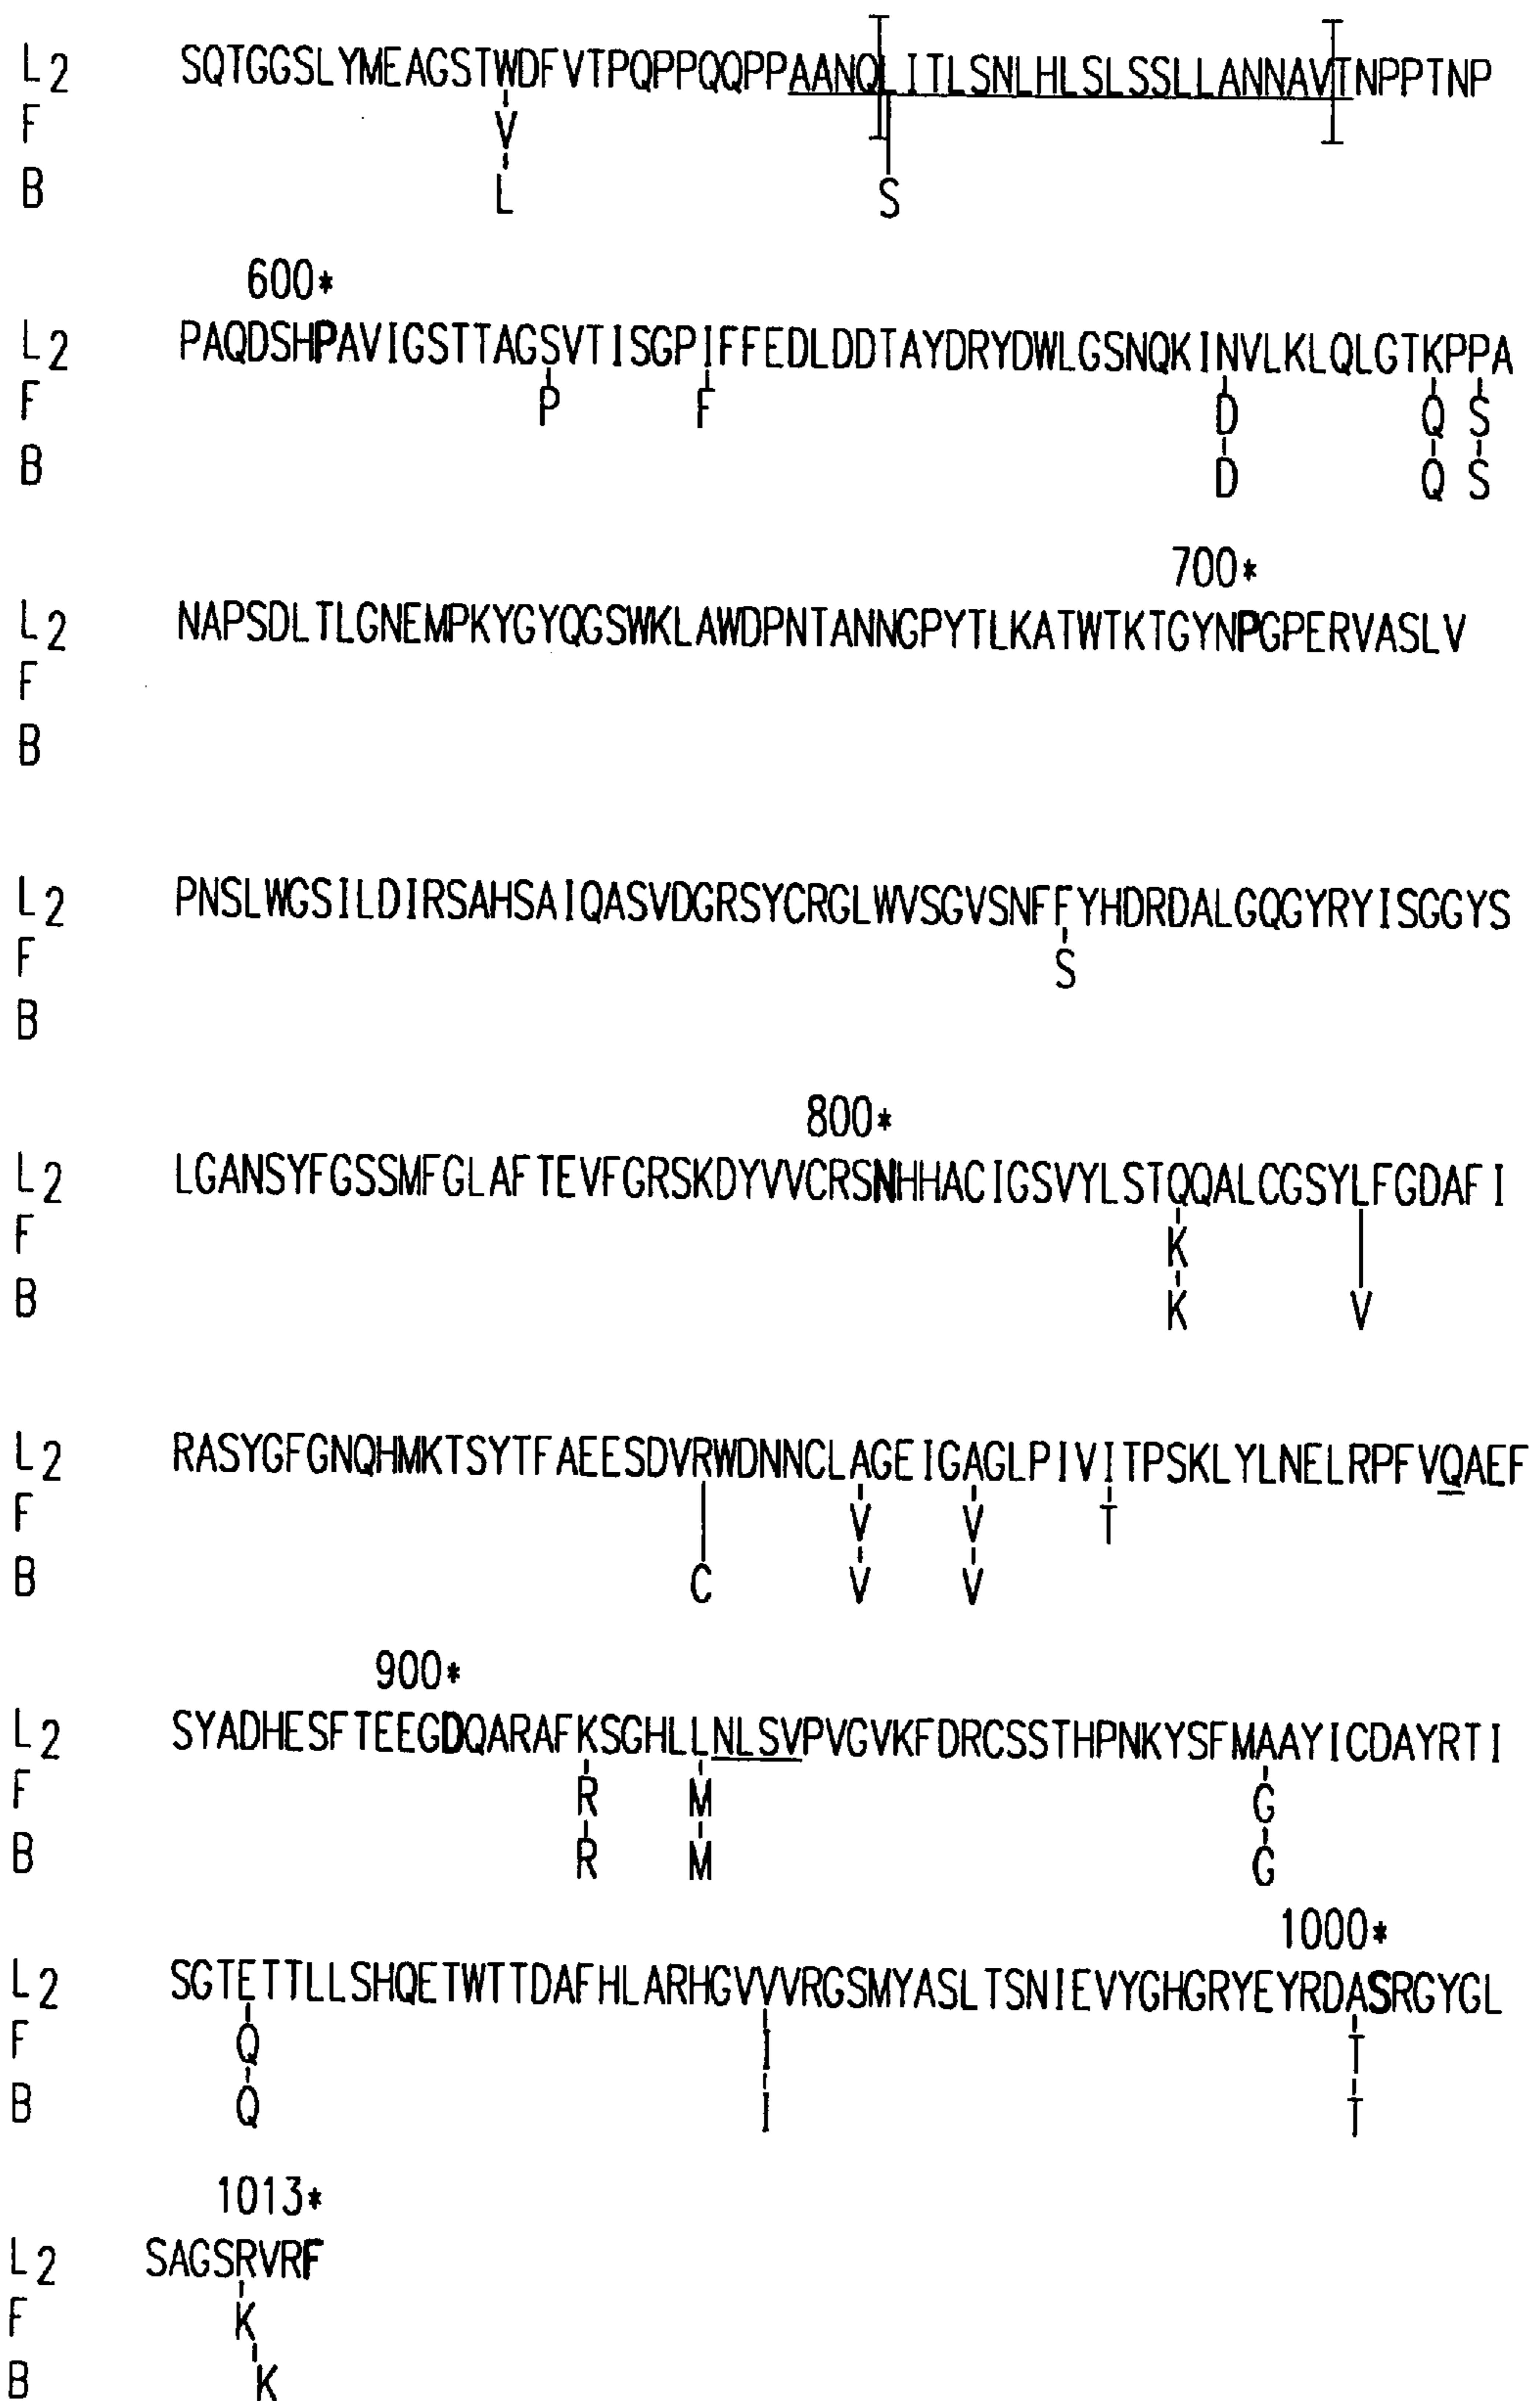 L2 SQTGGSLYMEAGSTWDFVTPQPPQQPPAANQLITLSNLHLSLSSLLANNAVTNPPTNP
F V
B L S
600*
L2 PAQDSHPAVIGSTTAGSVTISGPIFFEDLDDTAYDRYDWLGSNQKINVLKLQLGTKPPA
F P F D Q S
B D Q S
700*
L2 NAPSDLTLGNEMPKYGYQGSWKLAWDPNTANNGPYTLKATWTKTGYNPGPERVASLV
F
B
L2 PNSLWGSILDIRSAHSAIQASVDGRSYCRGLWVSGVSNFFYHDRDALGQGYRYISGGYS
F S
B
800*
L2 LGANSYFGSSMFGLAFTEVFGRSKDYVVCRSNHHACIGSVYLSTQQALCGSYLFGDAFI
F K
B K V
L2 RASYGFGNQHMKTSYTFAEESDVRWDNNCLAGEIGAGLPIVITPSKLYLNELRPFVQAEF
F V V T
B C V V
900*
L2 SYADHESFTEEGDQARAFKSGHLLNLSVPVGVKFDRCSSTHPNKYSFMAAYICDAYRTI
F R M G
B R M G
1000*
L2 SGTETTLLSHQETWTTDAFHLARHGVVVRGSMYASLTSNIEVYGHGRYEYRDASRGYGL
F Q I T
B Q I T
1013*
L2 SAGSRVRF
F K
B K